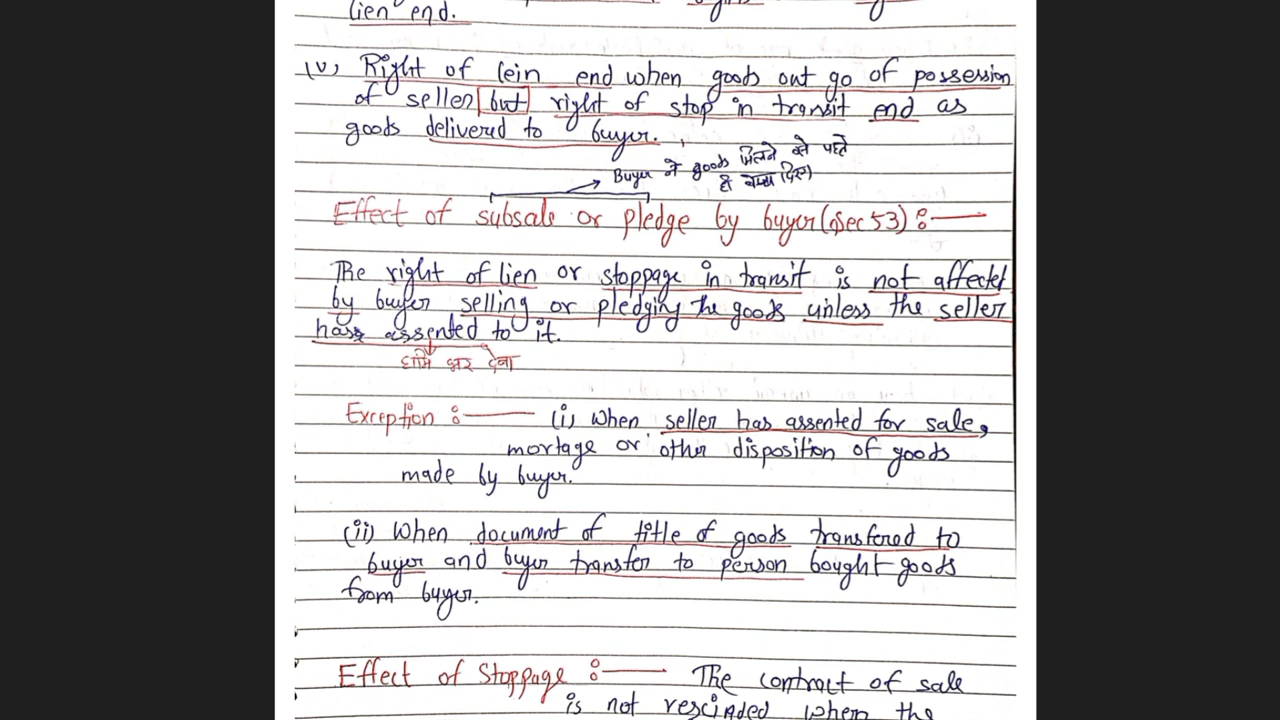 lien end.
(v) Right of lein end when goods out go of possession
of seller but right of stop in transit end as
goods delivered to buyer.
Buyer ने goods मिलने से पहले
ही बेच दिए
Effect of subsale or pledge by buyer (Sec 53) :—
The right of lien or stoppage in transit is not affected
by buyer selling or pledging the goods unless the seller
has assented to it.
हामि भर देना
Exception :— (i) When seller has assented for sale,
mortage or other disposition of goods
made by buyer.
(ii) When document of title of goods transfered to
buyer and buyer transfer to person bought goods
from buyer.
Effect of Stoppage :— The contract of sale
is not rescinded when the